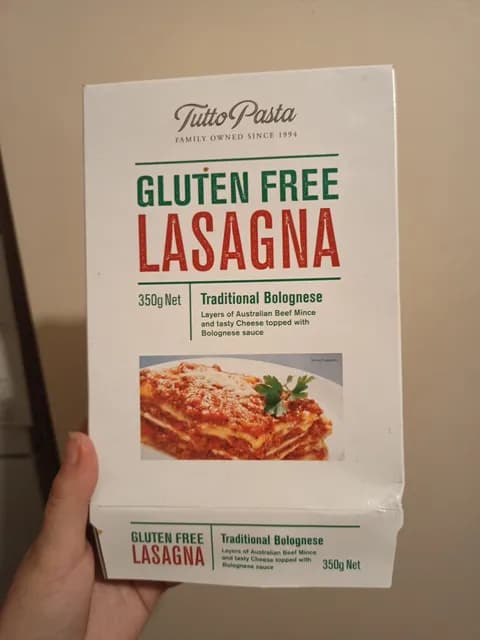 Tutto Pasta
FAMILY OWNED SINCE 1994
GLUTEN FREE
LASAGNA
350g Net
Traditional Bolognese
Layers of Australian Beef Mince
and tasty Cheese topped with
Bolognese sauce
GLUTEN FREE
LASAGNA
Traditional Bolognese
Layers of Australian Beef Mince
and tasty Cheese topped with
Bolognese sauce
350g Net